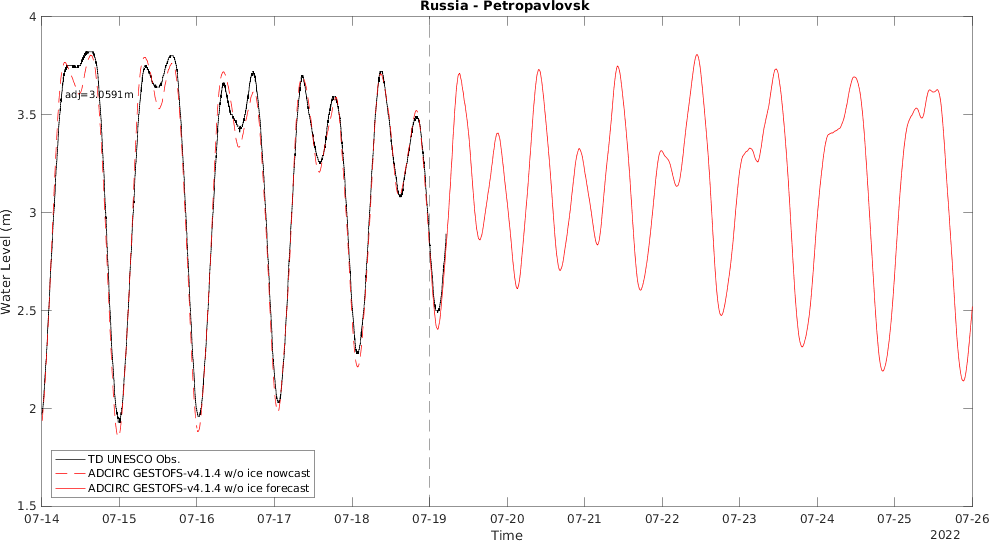 Russia - Petropavlovsk
Water Level (m)
4
3.5
3
2.5
2
1.5
adj=3.0591m
TD UNESCO Obs.
ADCIRC GESTOFS-v4.1.4 w/o ice nowcast
ADCIRC GESTOFS-v4.1.4 w/o ice forecast
07-14 07-15 07-16 07-17 07-18 07-19 07-20 07-21 07-22 07-23 07-24 07-25 07-26
Time
2022